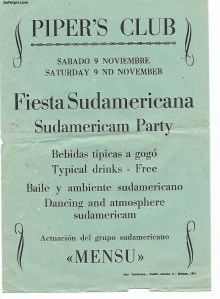 PIPER'S CLUB
SABADO 9 NOVIEMBRE
SATURDAY 9 ND NOVEMBER
Fiesta Sudamericana
Sudamericam Party
Bebidas típicas a gogó
Typical drinks - Free
Baile y ambiente sudamericano
Dancing and atmosphere
sudamericam
Actuación del grupo sudamericano
«MENSU»